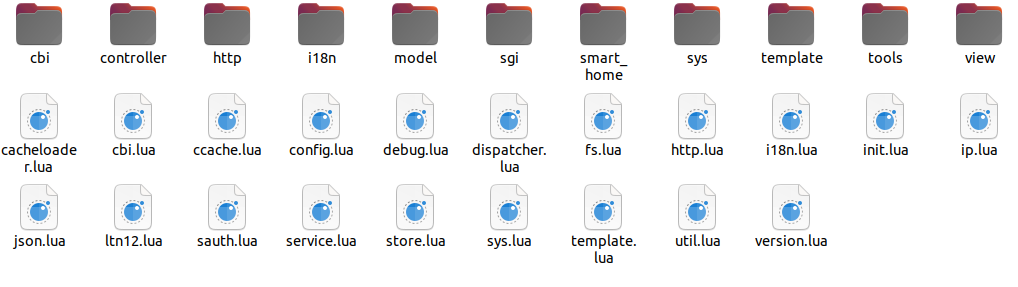 cbi controller http i18n model sgi smart_ sys template tools view
home
cacheloade cbi.lua ccache.lua config.lua debug.lua dispatcher. fs.lua http.lua i18n.lua init.lua ip.lua
r.lua lua
json.lua ltn12.lua sauth.lua service.lua store.lua sys.lua template. util.lua version.lua
lua